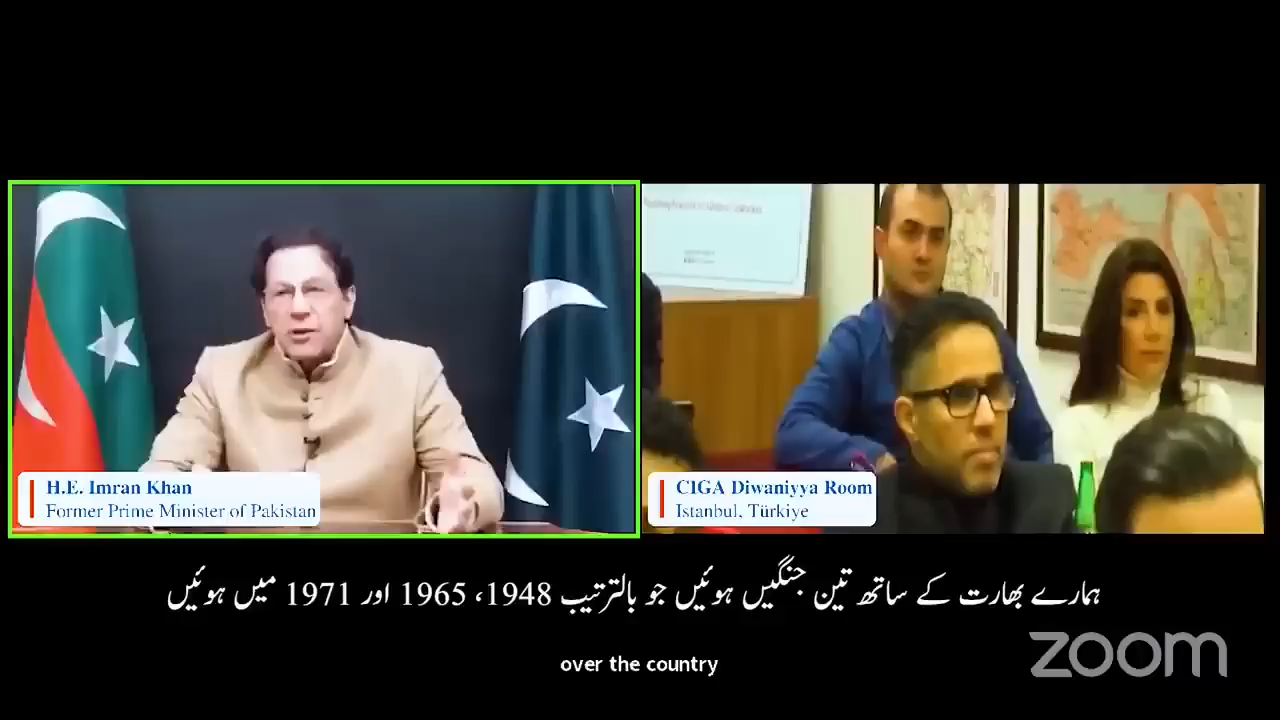 H.E. Imran Khan
Former Prime Minister of Pakistan
CIGA Diwaniyya Room
Istanbul, Türkiye
ہمارے بھارت کے ساتھ تین جنگیں ہوئیں جو بالترتیب 1948، 1965 اور 1971 میں ہوئیں
over the country
zoom